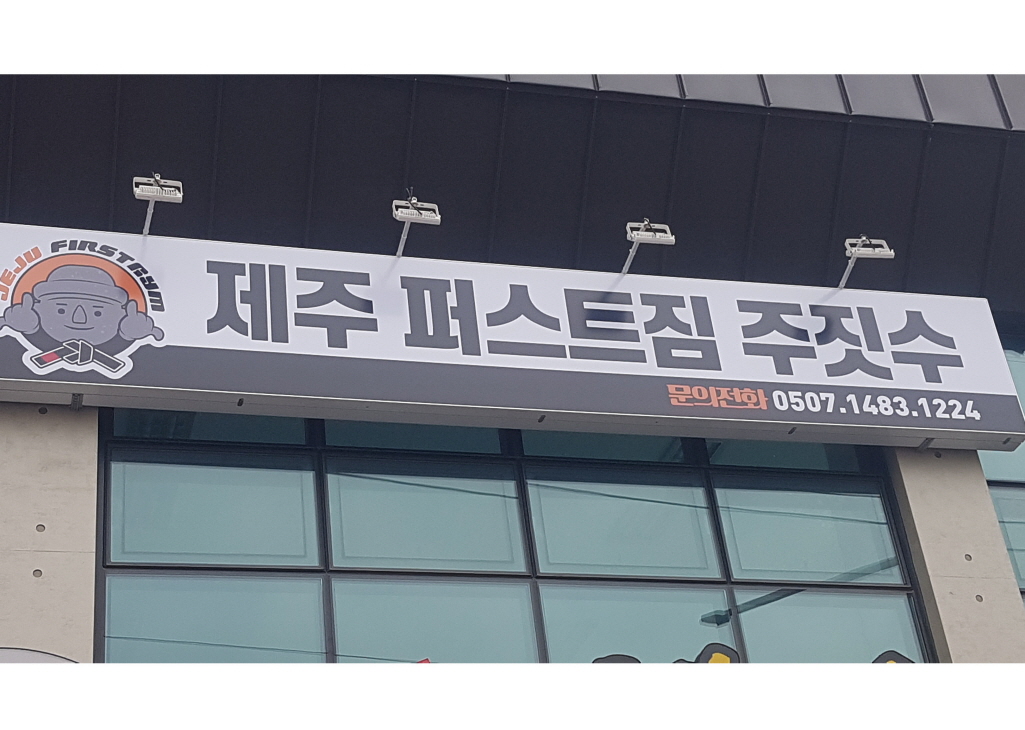 JEJU FIRST GYM
제주 퍼스트짐 주짓수
문의전화 0507.1483.1224